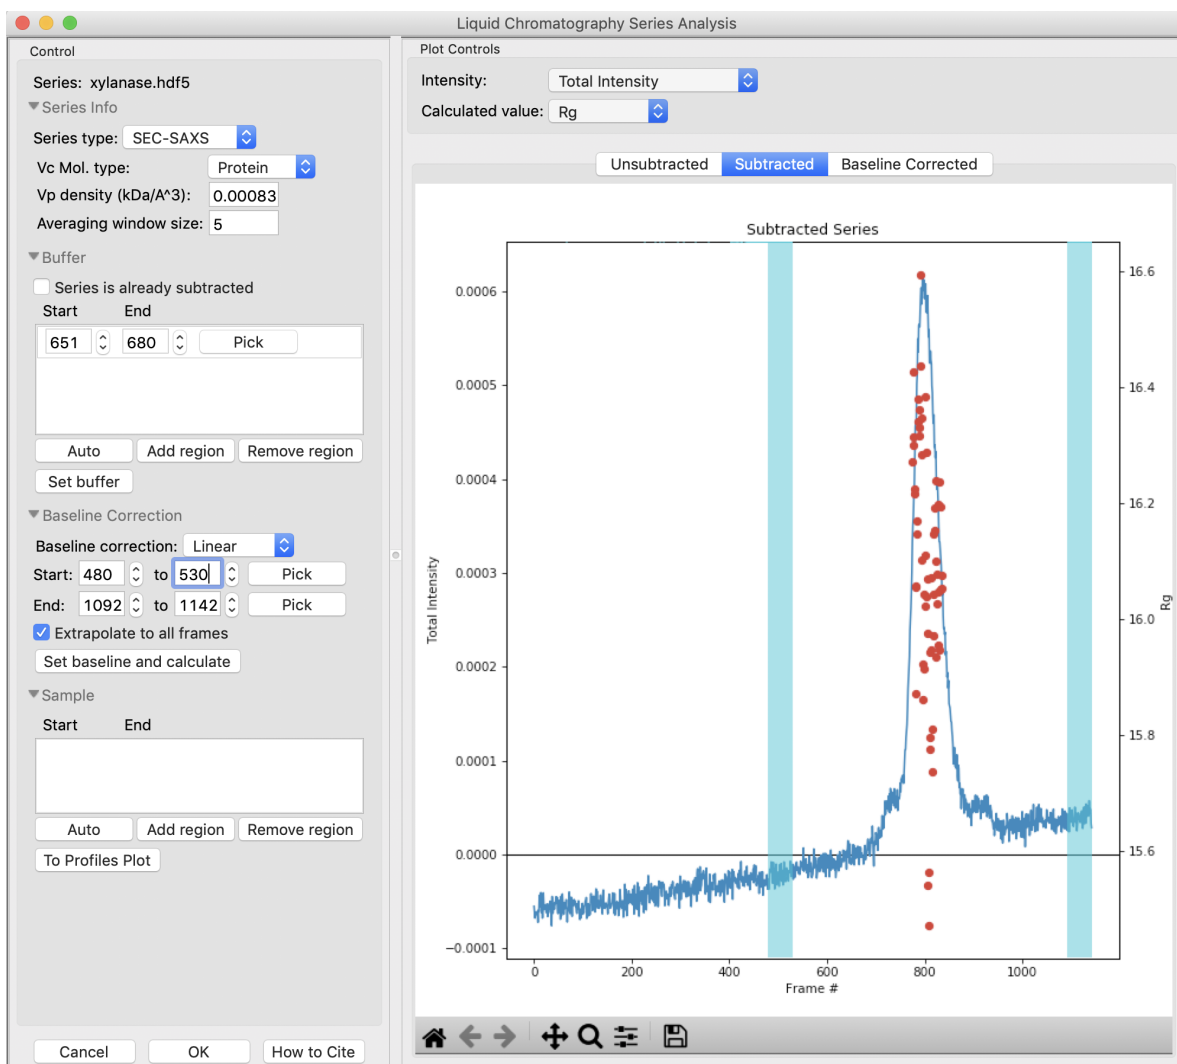 Liquid Chromatography Series Analysis
Control
Series: xylanase.hdf5
Series Info
Series type: SEC-SAXS
Vc Mol. type: Protein
Vp density (kDa/A^3): 0.00083
Averaging window size: 5
Buffer
Series is already subtracted
Start End
651 680 Pick
Auto Add region Remove region
Set buffer
Baseline Correction
Baseline correction: Linear
Start: 480 to 530 Pick
End: 1092 to 1142 Pick
Extrapolate to all frames
Set baseline and calculate
Sample
Start End
Auto Add region Remove region
To Profiles Plot
Cancel OK How to Cite
Plot Controls
Intensity: Total Intensity
Calculated value: Rg
Unsubtracted Subtracted Baseline Corrected
Subtracted Series
Total Intensity
0.0006
0.0005
0.0004
0.0003
0.0002
0.0001
0.0000
−0.0001
16.6
16.4
16.2
16.0
15.8
15.6
Rg
0 200 400 600 800 1000
Frame #